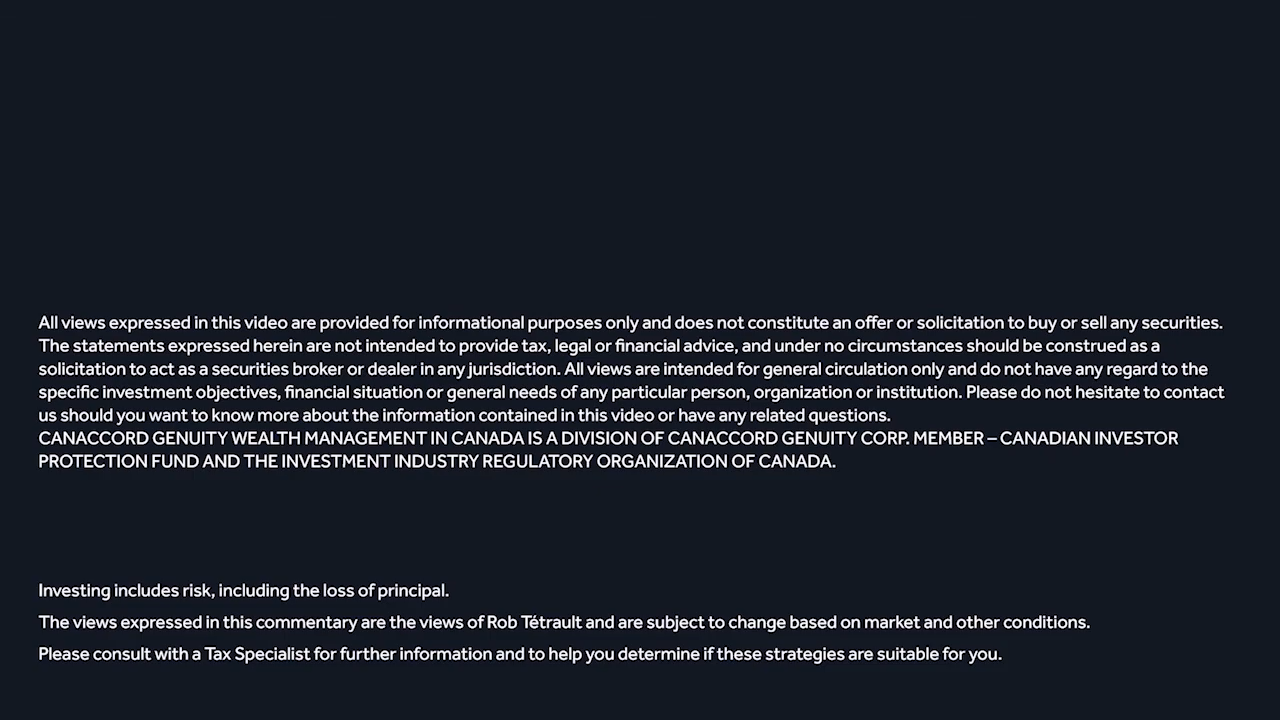 All views expressed in this video are provided for informational purposes only and does not constitute an offer or solicitation to buy or sell any securities.
The statements expressed herein are not intended to provide tax, legal or financial advice, and under no circumstances should be construed as a
solicitation to act as a securities broker or dealer in any jurisdiction. All views are intended for general circulation only and do not have any regard to the
specific investment objectives, financial situation or general needs of any particular person, organization or institution. Please do not hesitate to contact
us should you want to know more about the information contained in this video or have any related questions.
CANACCORD GENUITY WEALTH MANAGEMENT IN CANADA IS A DIVISION OF CANACCORD GENUITY CORP. MEMBER – CANADIAN INVESTOR
PROTECTION FUND AND THE INVESTMENT INDUSTRY REGULATORY ORGANIZATION OF CANADA.
Investing includes risk, including the loss of principal.
The views expressed in this commentary are the views of Rob Tétrault and are subject to change based on market and other conditions.
Please consult with a Tax Specialist for further information and to help you determine if these strategies are suitable for you.